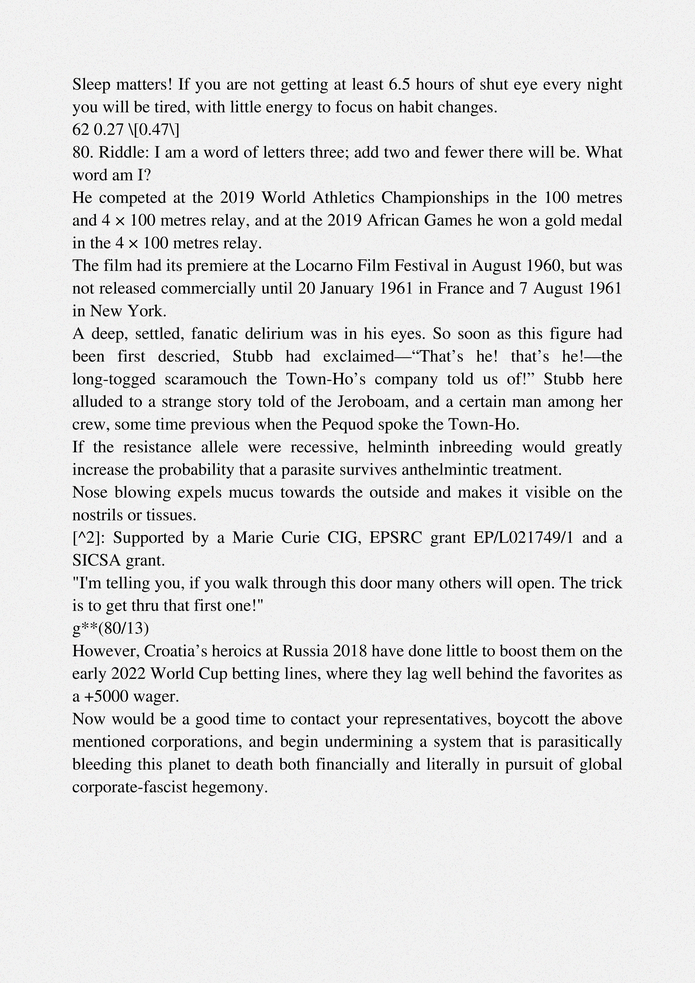 Sleep matters! If you are not getting at least 6.5 hours of shut eye every night
you will be tired, with little energy to focus on habit changes.
62 0.27 \[0.47\]
80. Riddle: I am a word of letters three; add two and fewer there will be. What
word am I?
He competed at the 2019 World Athletics Championships in the 100 metres
and 4 × 100 metres relay, and at the 2019 African Games he won a gold medal
in the 4 × 100 metres relay.
The film had its premiere at the Locarno Film Festival in August 1960, but was
not released commercially until 20 January 1961 in France and 7 August 1961
in New York.
A deep, settled, fanatic delirium was in his eyes. So soon as this figure had
been first descried, Stubb had exclaimed—“That’s he! that’s he!—the
long-togged scaramouch the Town-Ho’s company told us of!” Stubb here
alluded to a strange story told of the Jeroboam, and a certain man among her
crew, some time previous when the Pequod spoke the Town-Ho.
If the resistance allele were recessive, helminth inbreeding would greatly
increase the probability that a parasite survives anthelmintic treatment.
Nose blowing expels mucus towards the outside and makes it visible on the
nostrils or tissues.
[^2]: Supported by a Marie Curie CIG, EPSRC grant EP/L021749/1 and a
SICSA grant.
"I'm telling you, if you walk through this door many others will open. The trick
is to get thru that first one!"
g**(80/13)
However, Croatia’s heroics at Russia 2018 have done little to boost them on the
early 2022 World Cup betting lines, where they lag well behind the favorites as
a +5000 wager.
Now would be a good time to contact your representatives, boycott the above
mentioned corporations, and begin undermining a system that is parasitically
bleeding this planet to death both financially and literally in pursuit of global
corporate-fascist hegemony.